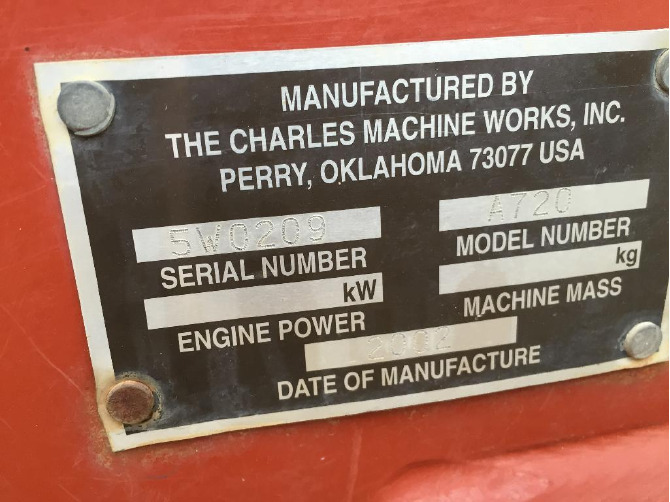 MANUFACTURED BY
THE CHARLES MACHINE WORKS, INC.
PERRY, OKLAHOMA 73077 USA
5W0209 A720
SERIAL NUMBER MODEL NUMBER
kW kg
ENGINE POWER MACHINE MASS
2002
DATE OF MANUFACTURE